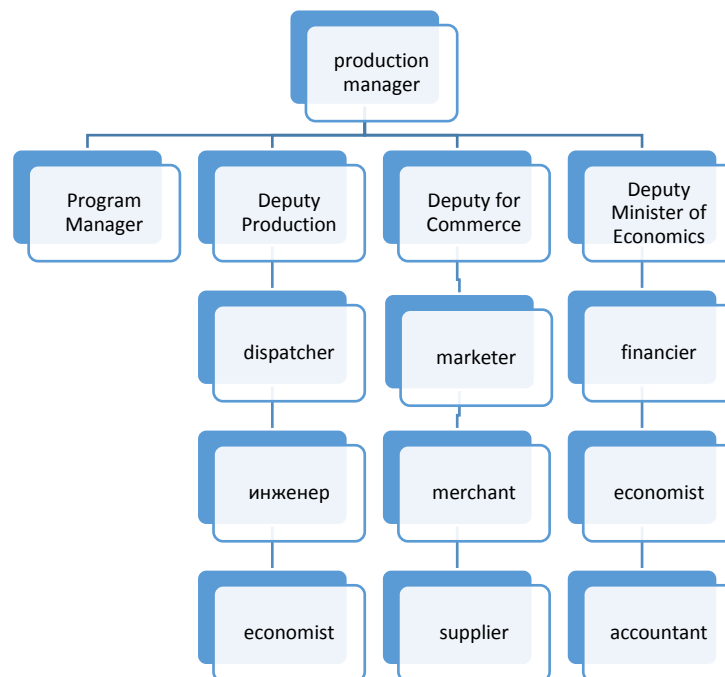 production
manager
Program
Manager
Deputy
Production
Deputy for
Commerce
Deputy
Minister of
Economics
dispatcher
marketer
financier
инженер
merchant
economist
economist
supplier
accountant